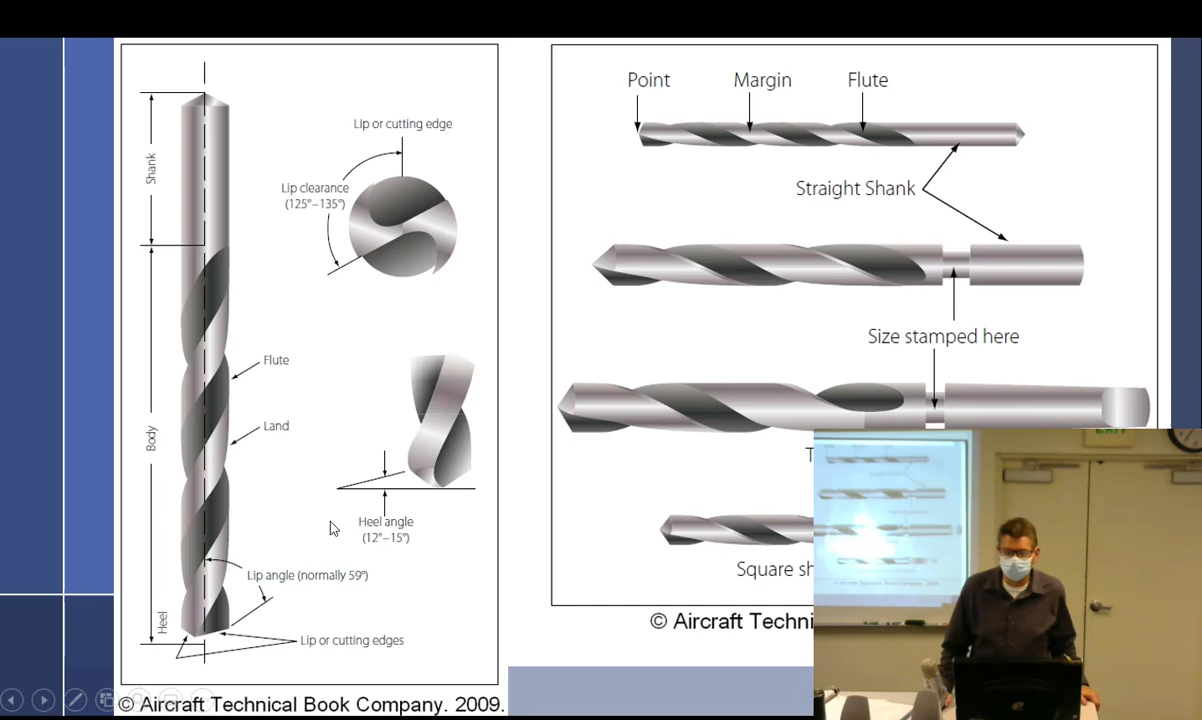 Shank
Body
Heel
Lip or cutting edge
Lip clearance
(125°–135°)
Flute
Land
Heel angle
(12°–15°)
Lip angle (normally 59°)
Lip or cutting edges
© Aircraft Technical Book Company. 2009.
Point
Margin
Flute
Straight Shank
Size stamped here
Square sh
© Aircraft Techni